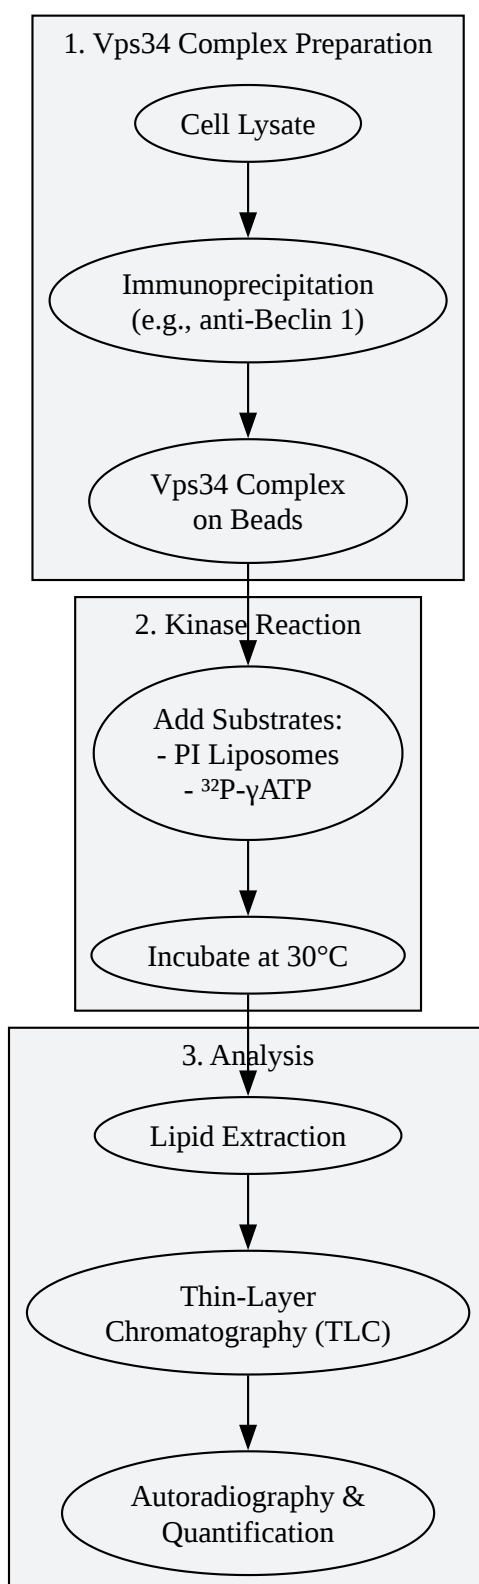 1. Vps34 Complex Preparation
Cell Lysate
Immunoprecipitation
(e.g., anti-Beclin 1)
Vps34 Complex
on Beads
2. Kinase Reaction
Add Substrates:
- PI Liposomes
- ³²P-γATP
Incubate at 30°C
3. Analysis
Lipid Extraction
Thin-Layer
Chromatography (TLC)
Autoradiography &
Quantification